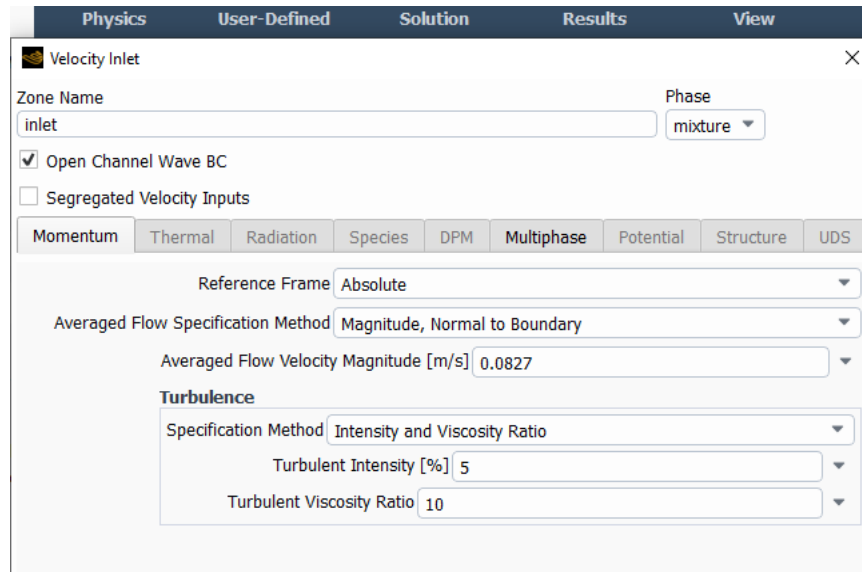 Physics User-Defined Solution Results View
Velocity Inlet
Zone Name Phase
inlet mixture
Open Channel Wave BC
Segregated Velocity Inputs
Momentum Thermal Radiation Species DPM Multiphase Potential Structure UDS
Reference Frame Absolute
Averaged Flow Specification Method Magnitude, Normal to Boundary
Averaged Flow Velocity Magnitude [m/s] 0.0827
Turbulence
Specification Method Intensity and Viscosity Ratio
Turbulent Intensity [%] 5
Turbulent Viscosity Ratio 10